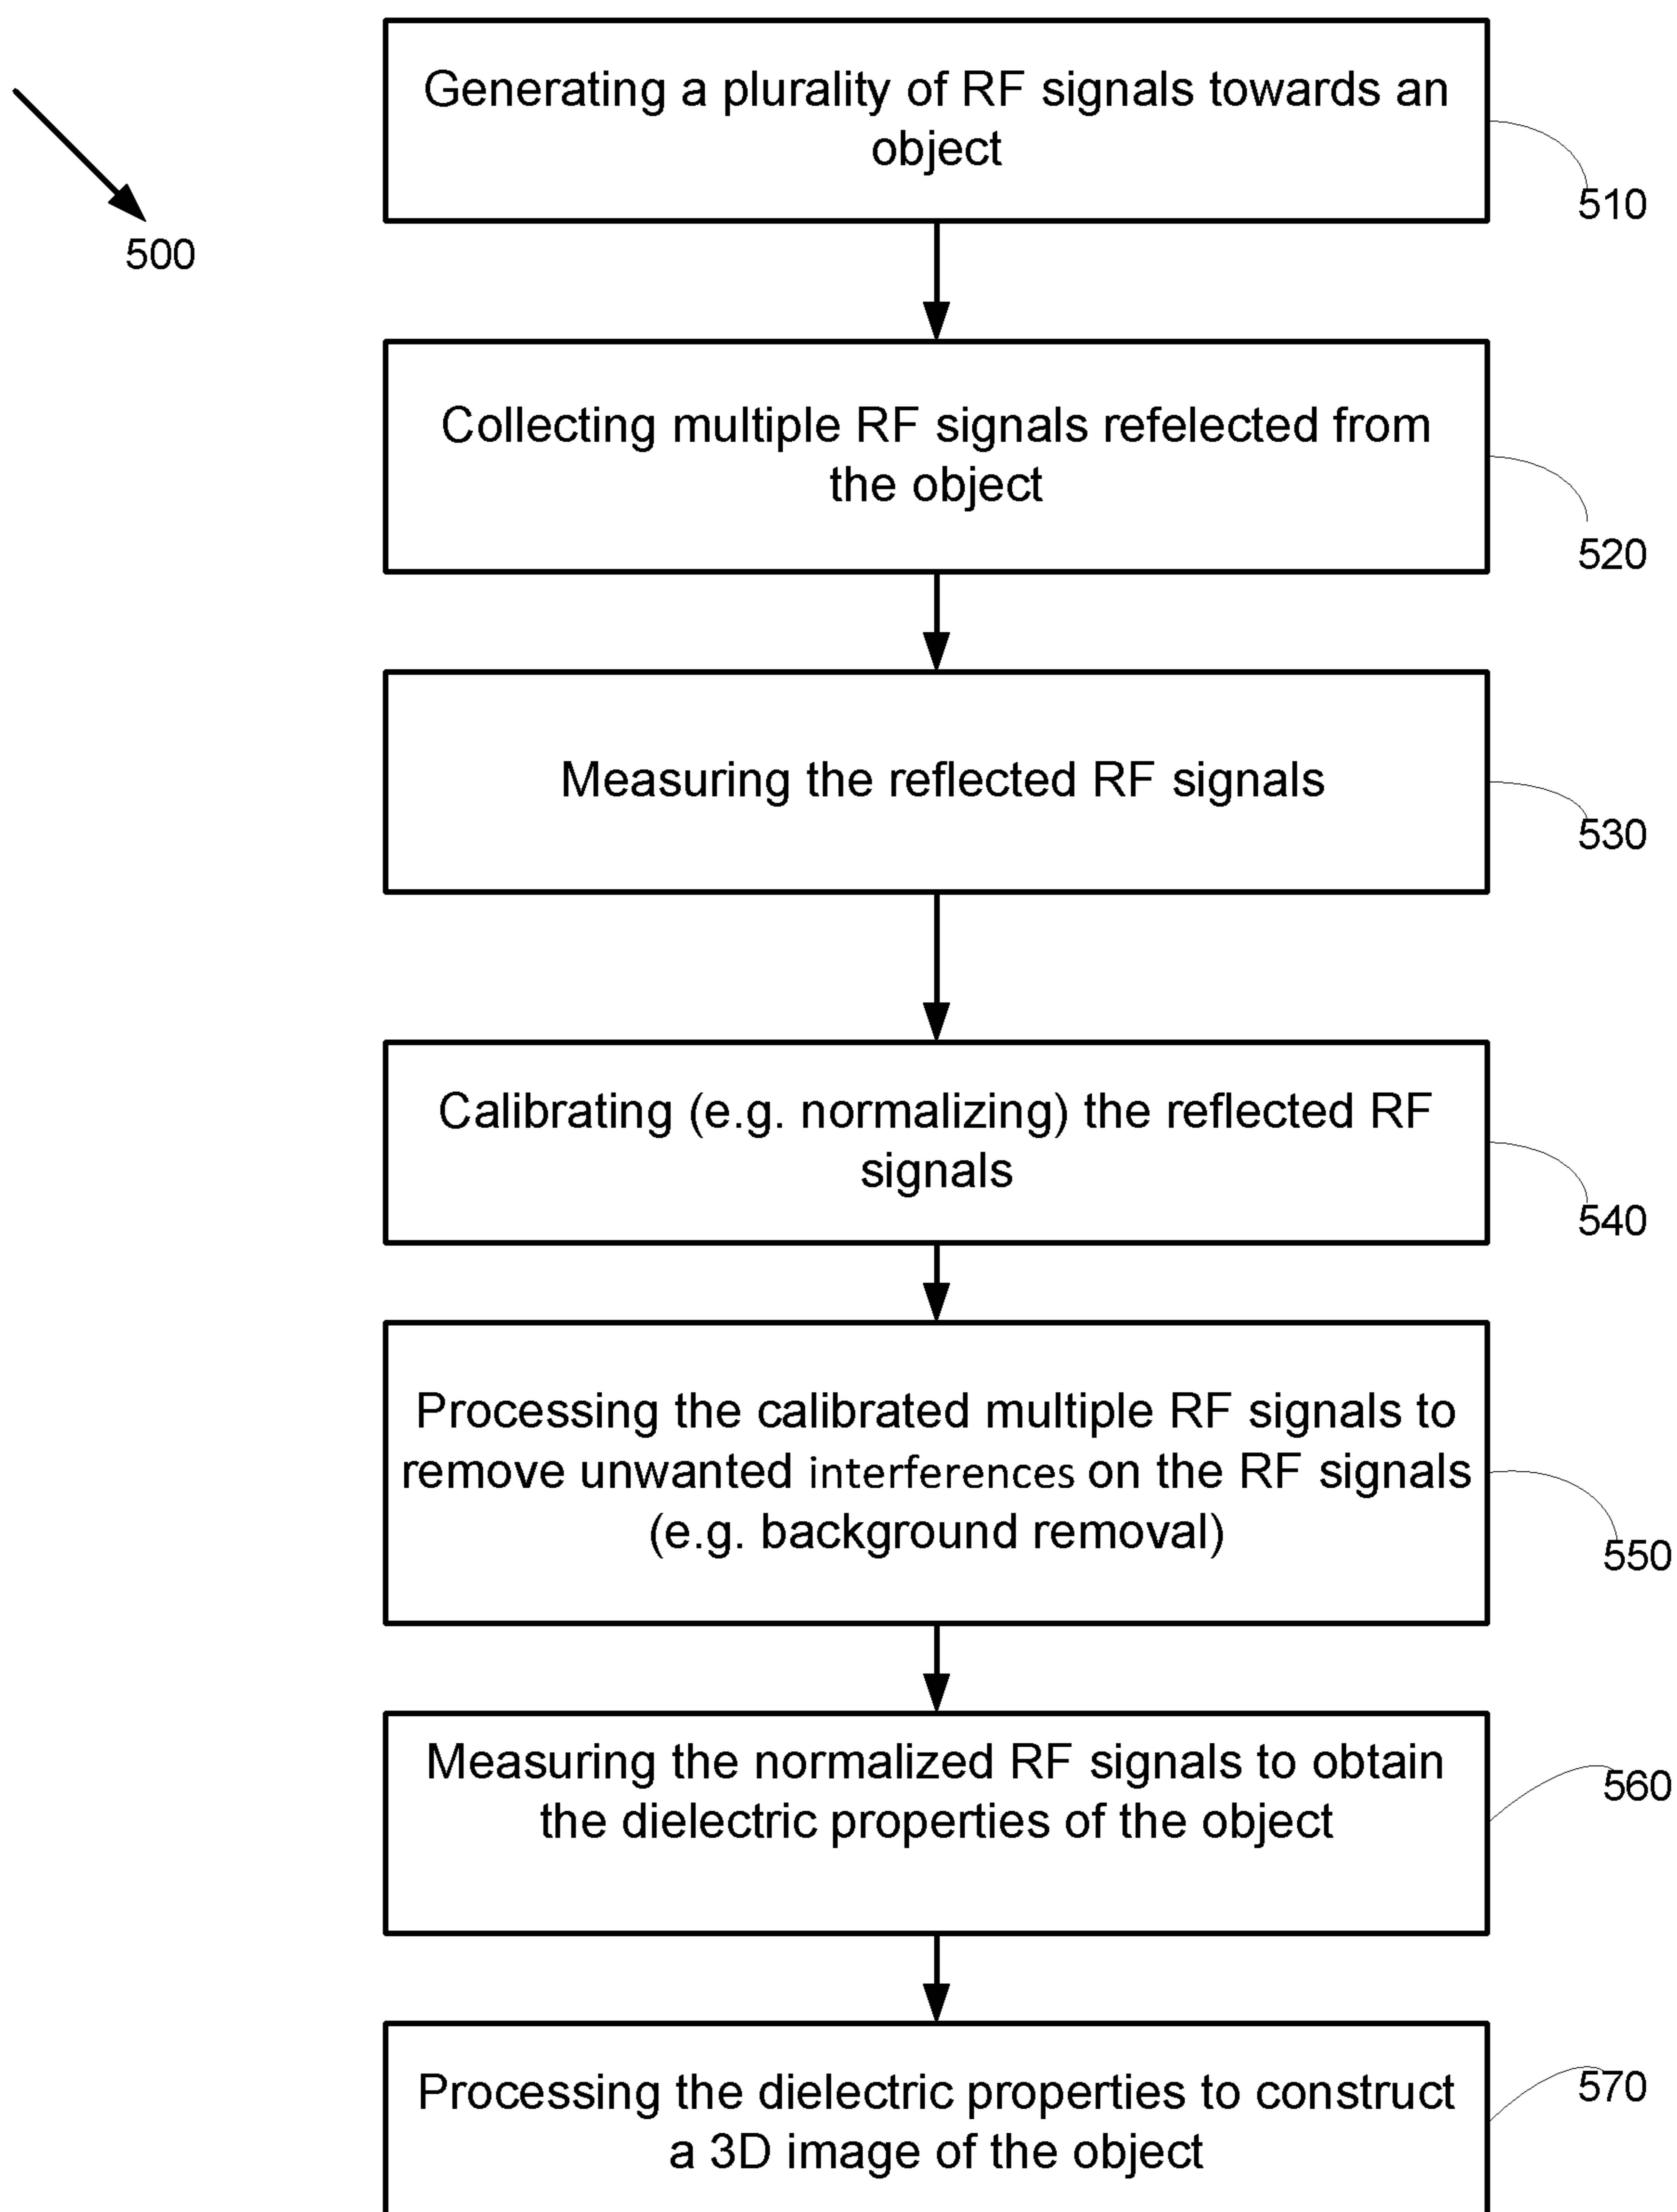 Generating a plurality of RF signals towards an
object
510
500
Collecting multiple RF signals refelected from
the object
520
Measuring the reflected RF signals
530
Calibrating (e.g. normalizing) the reflected RF
signals
540
Processing the calibrated multiple RF signals to
remove unwanted interferences on the RF signals
(e.g. background removal)
550
Measuring the normalized RF signals to obtain
the dielectric properties of the object
560
Processing the dielectric properties to construct
a 3D image of the object
570